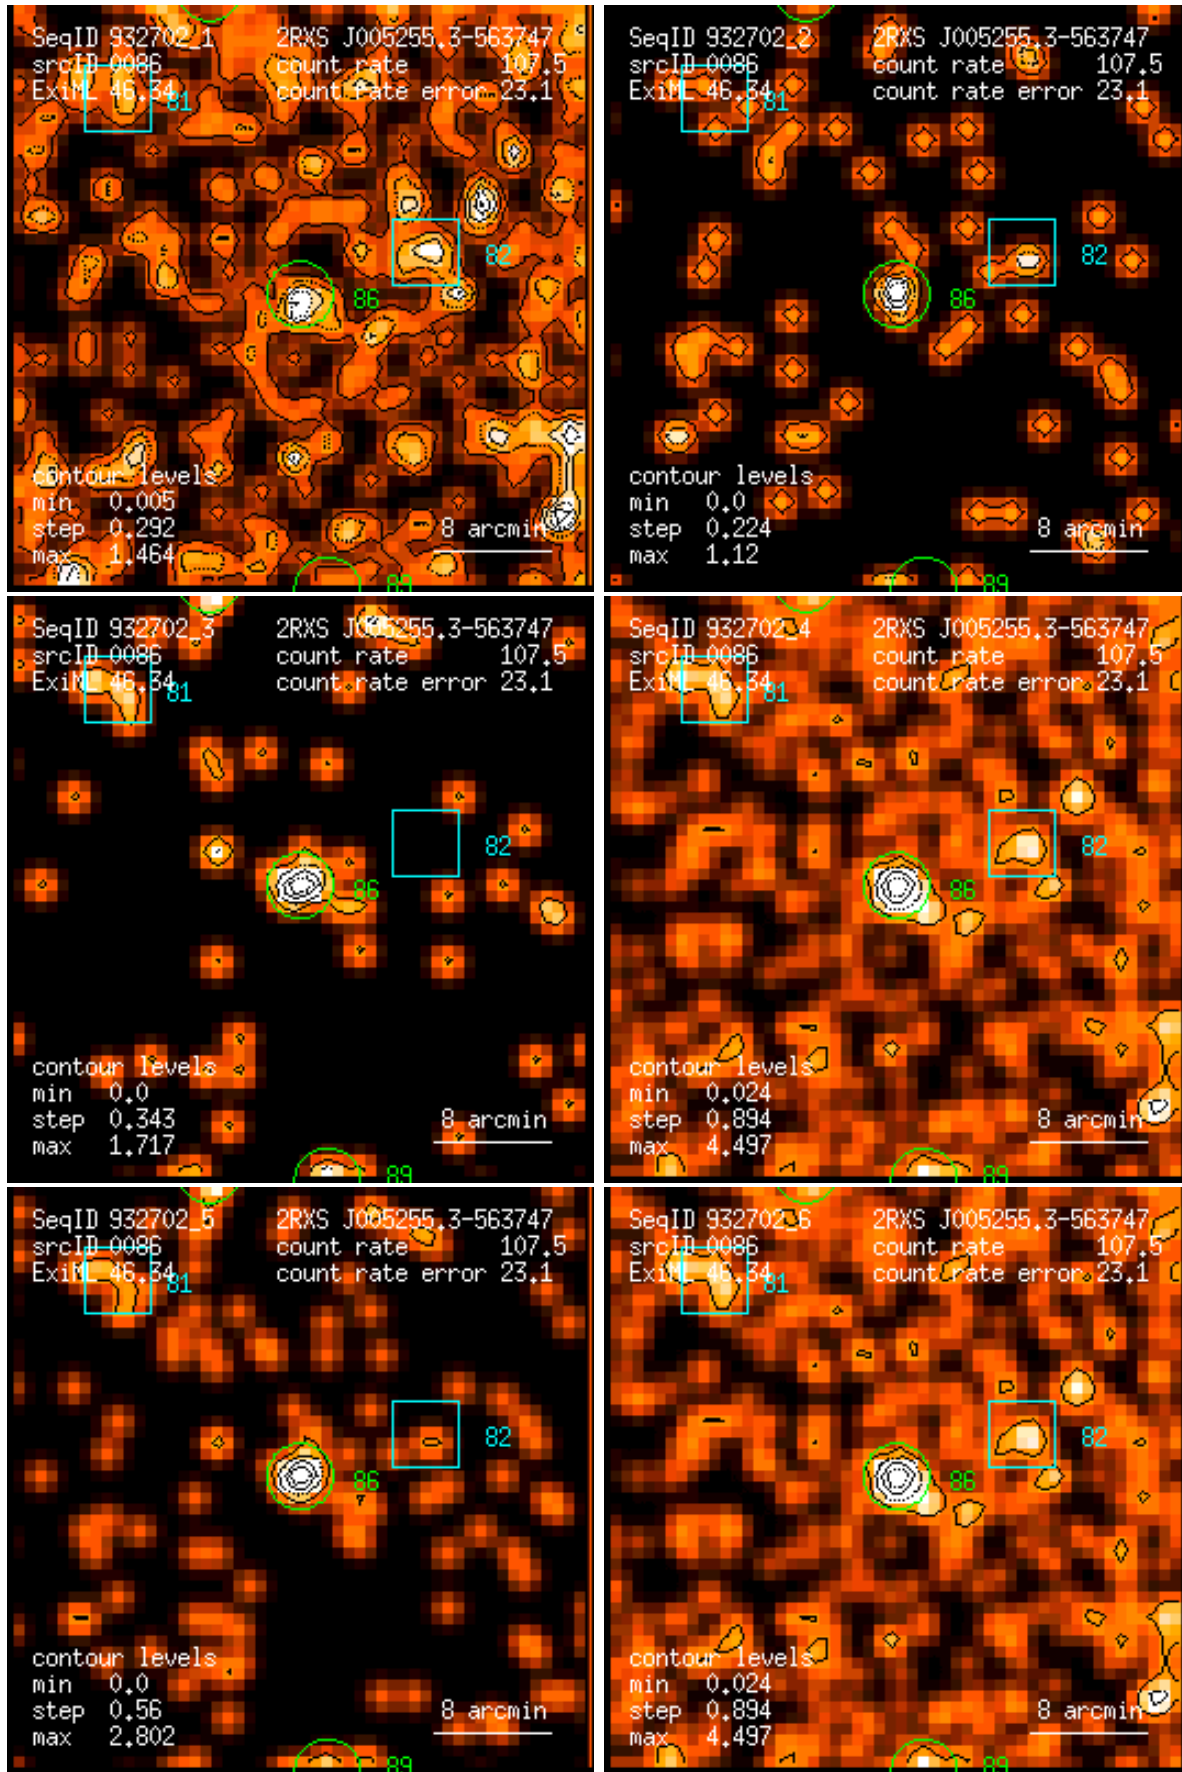 SeqID 932702_1 2RXS J005255.3-563747
srcID 0086 count rate 107.5
ExiML 46.34 count rate error 23.1
81
82
86
contour levels
min 0.005
step 0.292 8 arcmin
max 1.464
89
SeqID 932702_2 2RXS J005255.3-563747
srcID 0086 count rate 107.5
ExiML 46.34 count rate error 23.1
81
82
86
contour levels
min 0.0
step 0.224 8 arcmin
max 1.12
89
SeqID 932702_3 2RXS J005255.3-563747
srcID 0086 count rate 107.5
ExiML 46.34 count rate error 23.1
81
82
86
contour levels
min 0.0
step 0.343 8 arcmin
max 1.717
89
SeqID 932702_4 2RXS J005255.3-563747
srcID 0086 count rate 107.5
ExiML 46.34 count rate error 23.1
81
82
86
contour levels
min 0.024
step 0.894 8 arcmin
max 4.497
89
SeqID 932702_5 2RXS J005255.3-563747
srcID 0086 count rate 107.5
ExiML 46.34 count rate error 23.1
81
82
86
contour levels
min 0.0
step 0.56 8 arcmin
max 2.802
89
SeqID 932702_6 2RXS J005255.3-563747
srcID 0086 count rate 107.5
ExiML 46.34 count rate error 23.1
81
82
86
contour levels
min 0.024
step 0.894 8 arcmin
max 4.497
89